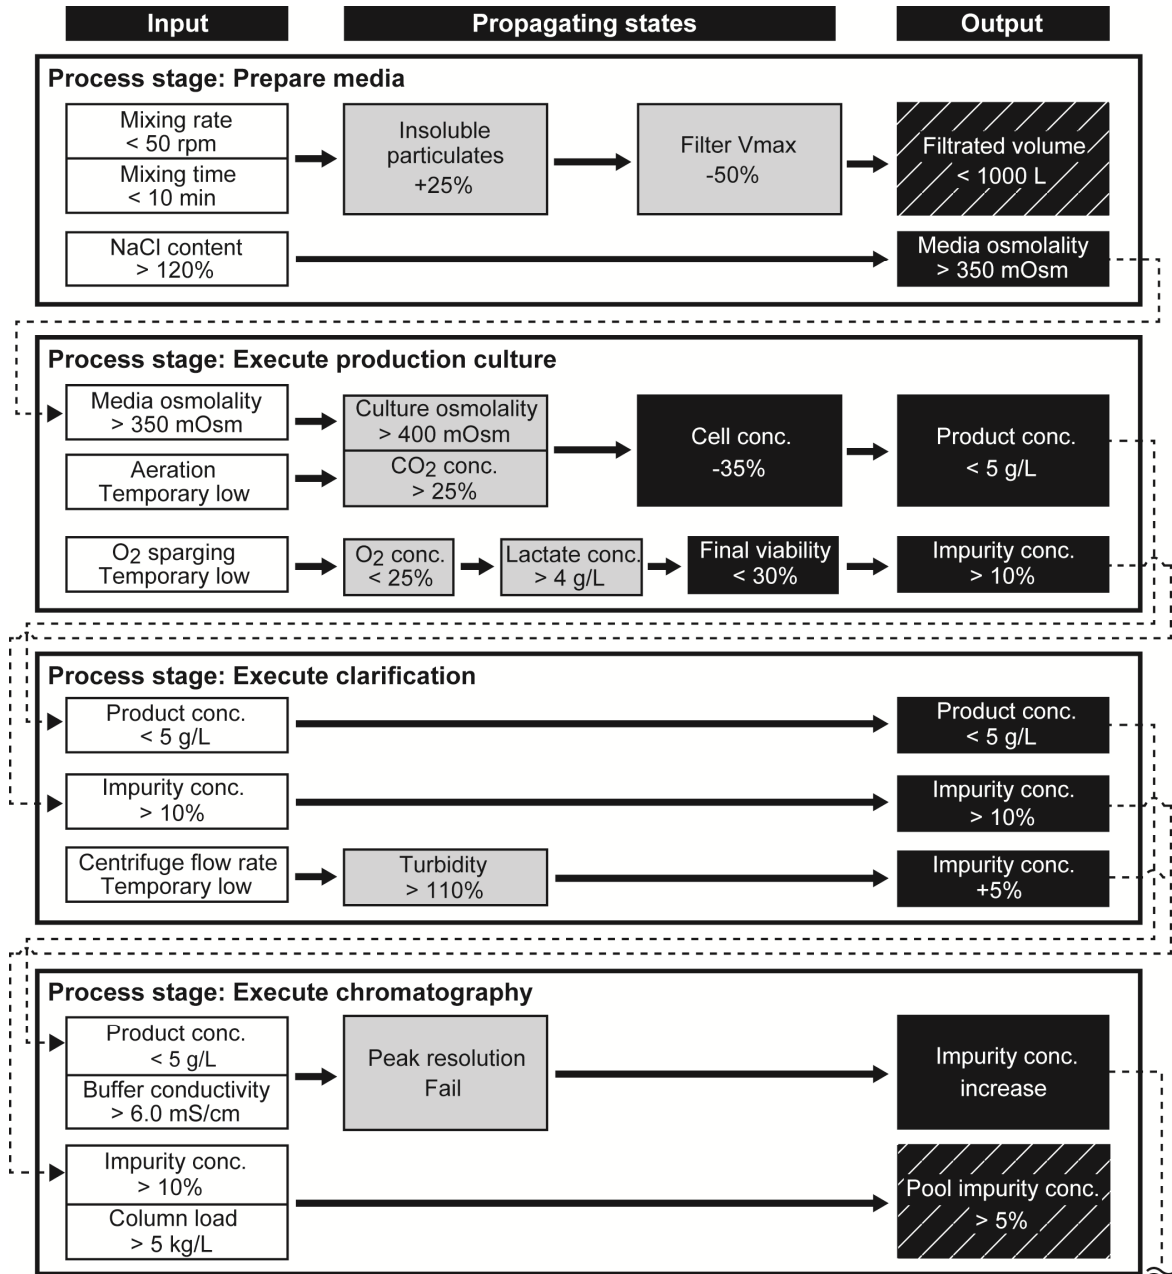 Input
Propagating states
Output
Process stage: Prepare media
Mixing rate
< 50 rpm
Mixing time
< 10 min
Insoluble
particulates
+25%
Filter Vmax
-50%
Filtrated volume
< 1000 L
NaCl content
> 120%
Media osmolality
> 350 mOsm
Process stage: Execute production culture
Media osmolality
> 350 mOsm
Aeration
Temporary low
Culture osmolality
> 400 mOsm
CO2 conc.
> 25%
Cell conc.
-35%
Product conc.
< 5 g/L
O2 sparging
Temporary low
O2 conc.
< 25%
Lactate conc.
> 4 g/L
Final viability
< 30%
Impurity conc.
> 10%
Process stage: Execute clarification
Product conc.
< 5 g/L
Product conc.
< 5 g/L
Impurity conc.
> 10%
Impurity conc.
> 10%
Centrifuge flow rate
Temporary low
Turbidity
> 110%
Impurity conc.
+5%
Process stage: Execute chromatography
Product conc.
< 5 g/L
Buffer conductivity
> 6.0 mS/cm
Peak resolution
Fail
Impurity conc.
increase
Impurity conc.
> 10%
Column load
> 5 kg/L
Pool impurity conc.
> 5%